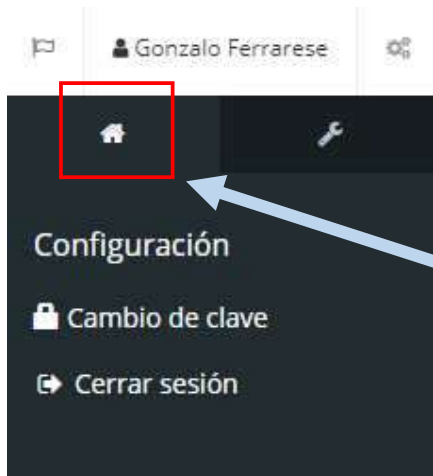 Gonzalo Ferrarese
Configuración
Cambio de clave
Cerrar sesión